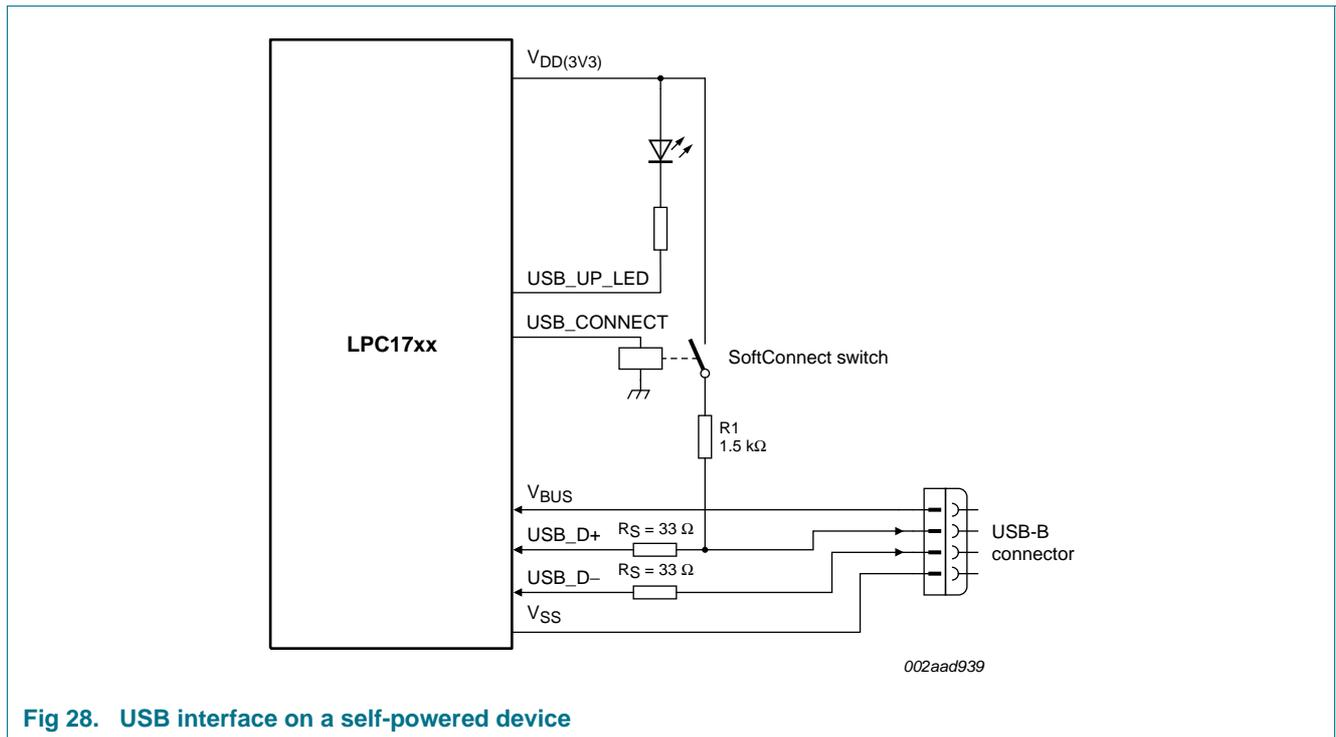 VDD(3V3)
USB_UP_LED
USB_CONNECT
LPC17xx
SoftConnect switch
R1
1.5 kΩ
VBUS
USB_D+
RS = 33 Ω
USB-B
connector
USB_D−
RS = 33 Ω
VSS
002aad939
Fig 28. USB interface on a self-powered device